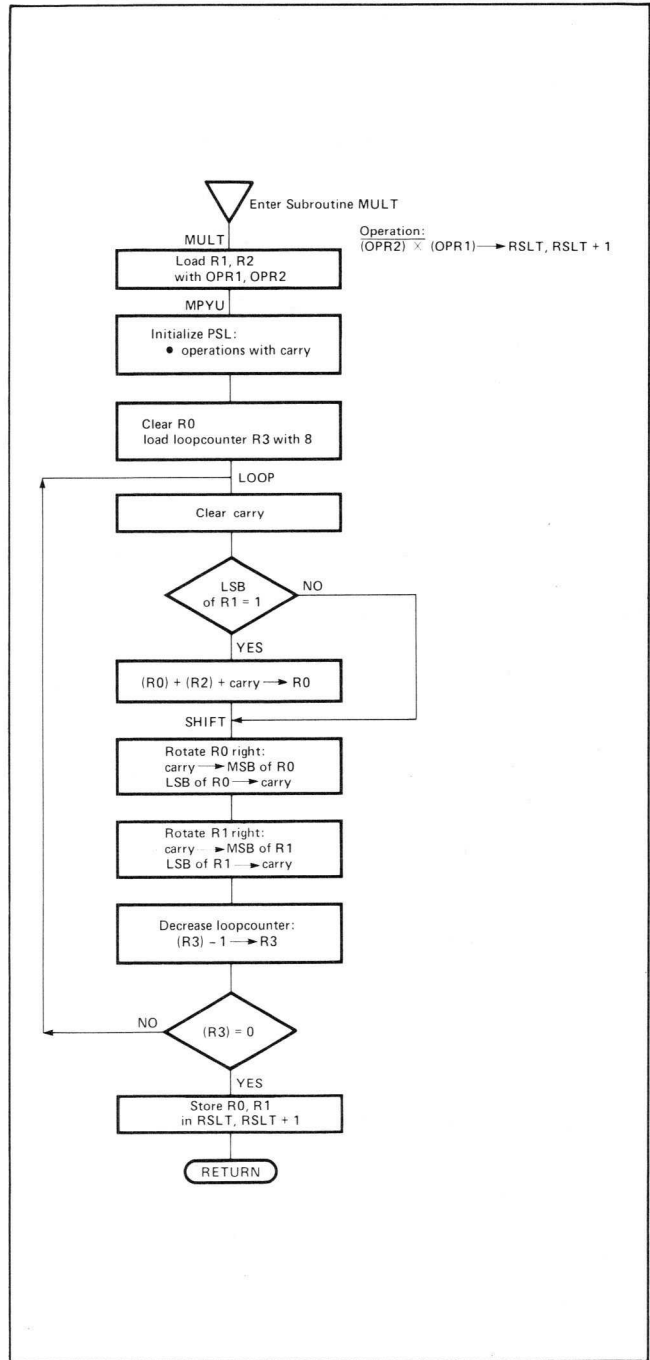 Enter Subroutine MULT
Operation:
(OPR2) × (OPR1) → RSLT, RSLT + 1
MULT
Load R1, R2
with OPR1, OPR2
MPYU
Initialize PSL:
• operations with carry
Clear R0
load loopcounter R3 with 8
LOOP
Clear carry
LSB
of R1 = 1
NO
YES
(R0) + (R2) + carry → R0
SHIFT
Rotate R0 right:
carry → MSB of R0
LSB of R0 → carry
Rotate R1 right:
carry → MSB of R1
LSB of R1 → carry
Decrease loopcounter:
(R3) - 1 → R3
NO
(R3) = 0
YES
Store R0, R1
in RSLT, RSLT + 1
RETURN